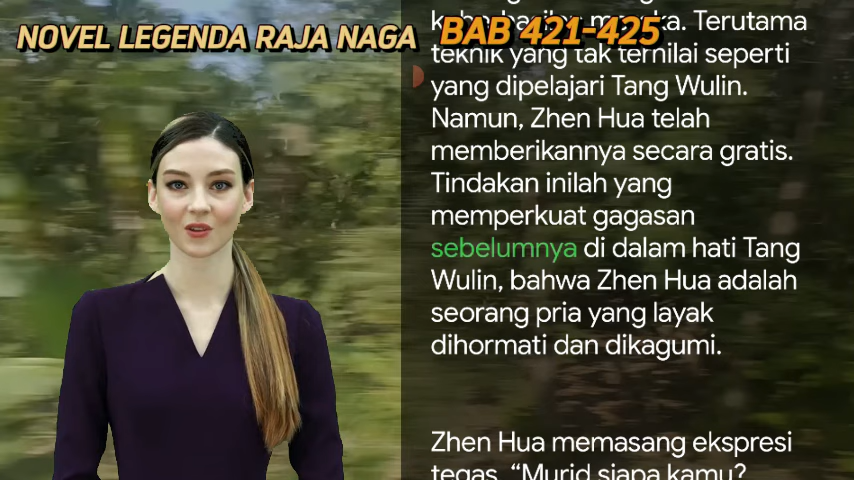 NOVEL LEGENDA RAJA NAGA
BAB 421-425
Terutama
teknik yang tak ternilai seperti
yang dipelajari Tang Wulin.
Namun, Zhen Hua telah
memberikannya secara gratis.
Tindakan inilah yang
memperkuat gagasan
sebelumnya di dalam hati Tang
Wulin, bahwa Zhen Hua adalah
seorang pria yang layak
dihormati dan dikagumi.
Zhen Hua memasang ekspresi
tegas. “Murid siapa kamu?